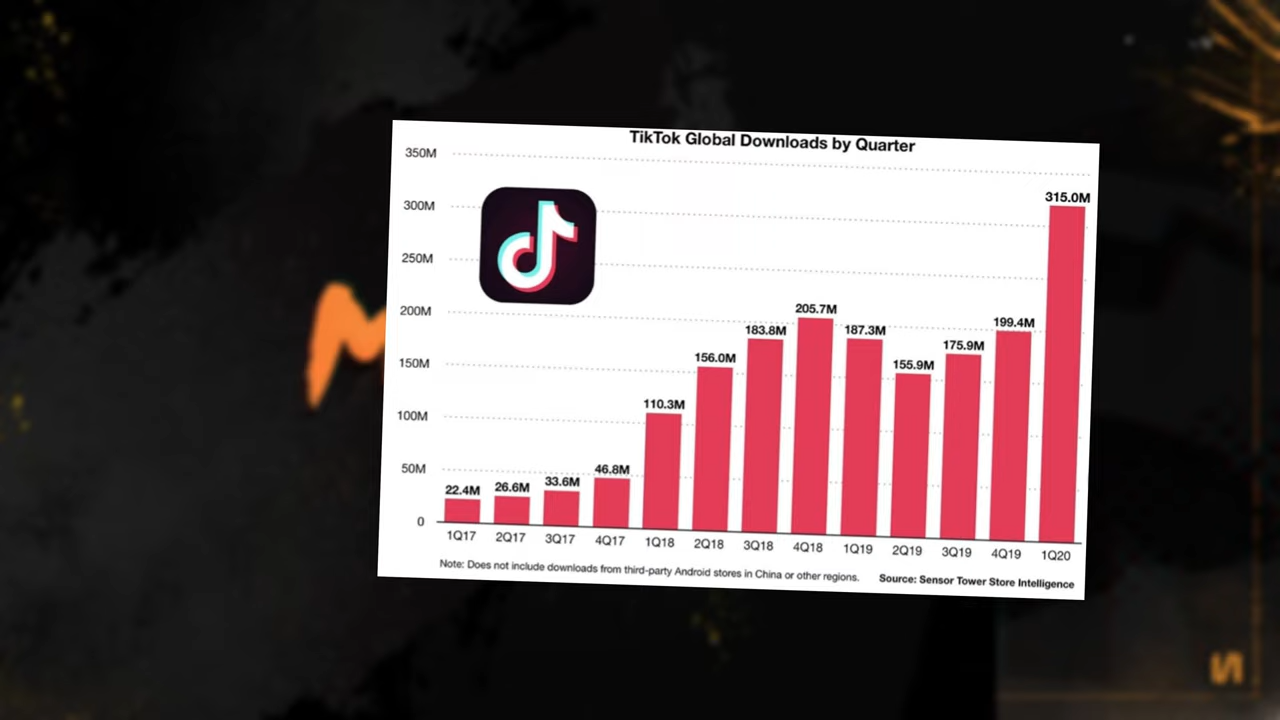 TikTok Global Downloads by Quarter
350M
300M
250M
200M
150M
100M
50M
0
22.4M
26.6M
33.6M
46.8M
110.3M
156.0M
183.8M
205.7M
187.3M
155.9M
175.9M
199.4M
315.0M
1Q17 2Q17 3Q17 4Q17 1Q18 2Q18 3Q18 4Q18 1Q19 2Q19 3Q19 4Q19 1Q20
Note: Does not include downloads from third-party Android stores in China or other regions. Source: Sensor Tower Store Intelligence